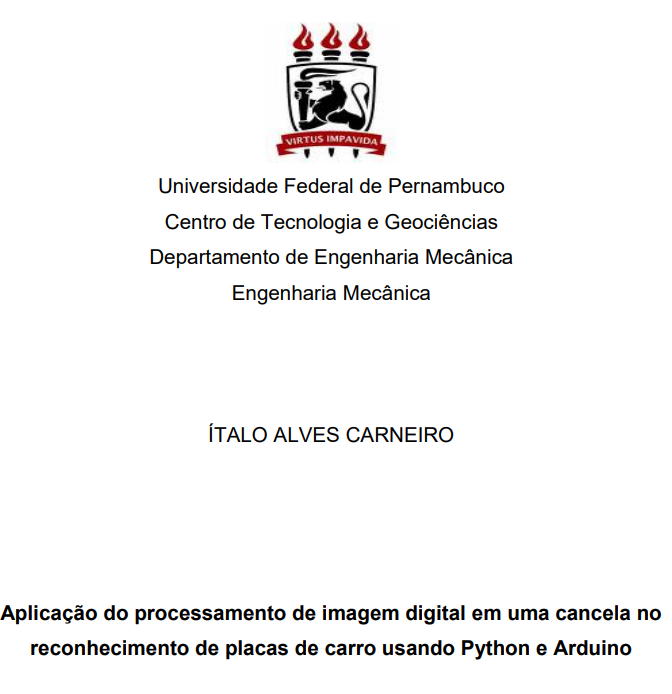 VIRTUS IMPAVIDA
Universidade Federal de Pernambuco
Centro de Tecnologia e Geociências
Departamento de Engenharia Mecânica
Engenharia Mecânica
ÍTALO ALVES CARNEIRO
Aplicação do processamento de imagem digital em uma cancela no
reconhecimento de placas de carro usando Python e Arduino